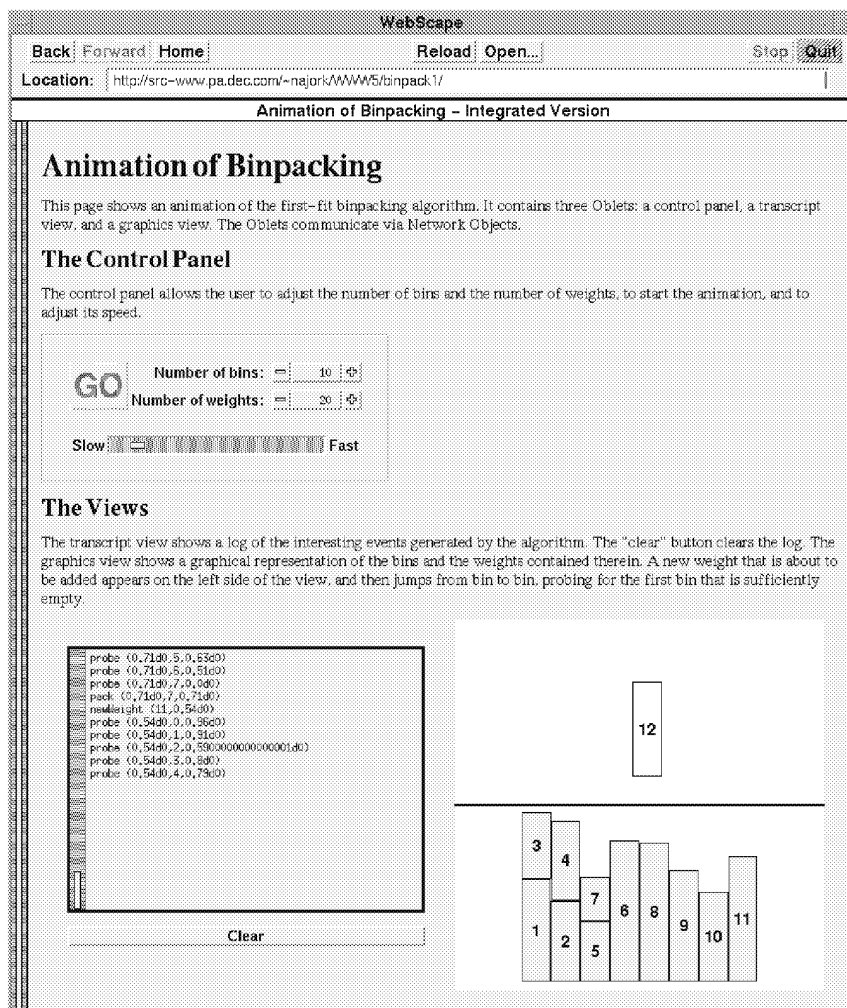 WebScape
Back Forward Home Reload Open... Stop Quit
Location: http://src-www.pa.dec.com/~najork/WWW5/binpack1/
Animation of Binpacking – Integrated Version
Animation of Binpacking
This page shows an animation of the first-fit binpacking algorithm. It contains three Oblets: a control panel, a transcript
view, and a graphics view. The Oblets communicate via Network Objects.
The Control Panel
The control panel allows the user to adjust the number of bins and the number of weights, to start the animation, and to
adjust its speed.
GO
Number of bins: 10
Number of weights: 20
Slow Fast
The Views
The transcript view shows a log of the interesting events generated by the algorithm. The "clear" button clears the log. The
graphics view shows a graphical representation of the bins and the weights contained therein. A new weight that is about to
be added appears on the left side of the view, and then jumps from bin to bin, probing for the first bin that is sufficiently
empty.
probe (0.71d0,5,0.63d0)
probe (0.71d0,6,0.51d0)
probe (0.71d0,7,0.0d0)
pack (0.71d0,7,0.71d0)
newWeight (11,0.54d0)
probe (0.54d0,0,0.96d0)
probe (0.54d0,1,0.91d0)
probe (0.54d0,2,0.5900000000000001d0)
probe (0.54d0,3,0.8d0)
probe (0.54d0,4,0.79d0)
Clear
12
3
4
7
6
8
9
10
11
1
2
5